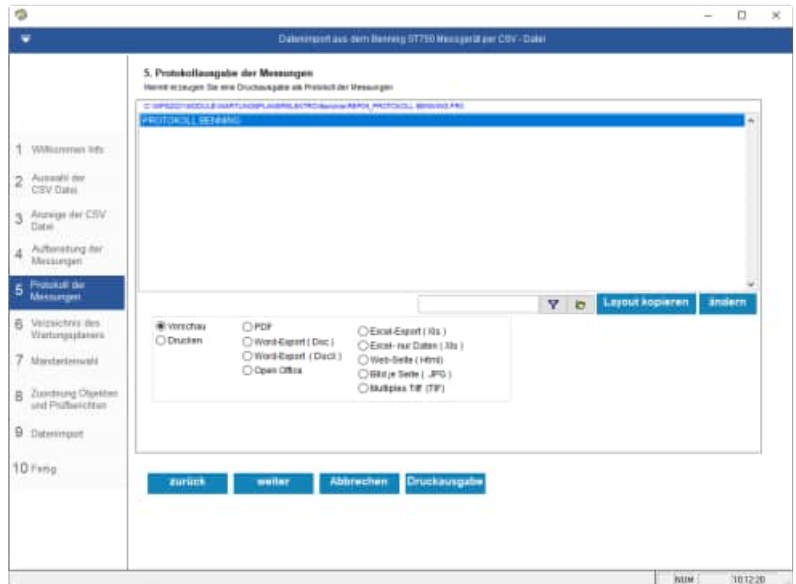 Datenimport aus dem Benning ST750 Messgerät per CSV - Datei
5. Protokollausgabe der Messungen
Hiermit erzeugen Sie eine Druckausgabe als Protokoll der Messungen
PROTOKOLL BENNING
1 Willkommen Info
2 Auswahl der
CSV Datei
3 Anzeige der CSV
Datei
4 Aufbereitung der
Messungen
5 Protokoll der
Messungen
6 Verzeichnis des
Wartungsplaners
7 Mandantenwahl
8 Zuordnung Objekten
und Prüfberichten
9 Datenimport
10 Fertig
Layout kopieren
ändern
Vorschau
Drucken
PDF
Word-Export ( Doc )
Word-Export ( DocX )
Open Office
Excel-Export ( Xls )
Excel- nur Daten ( Xls )
Web-Seite ( Html)
Bild je Seite ( .JPG )
Multiples Tiff (TIF)
zurück
weiter
Abbrechen
Druckausgabe
NUM
10:12:20